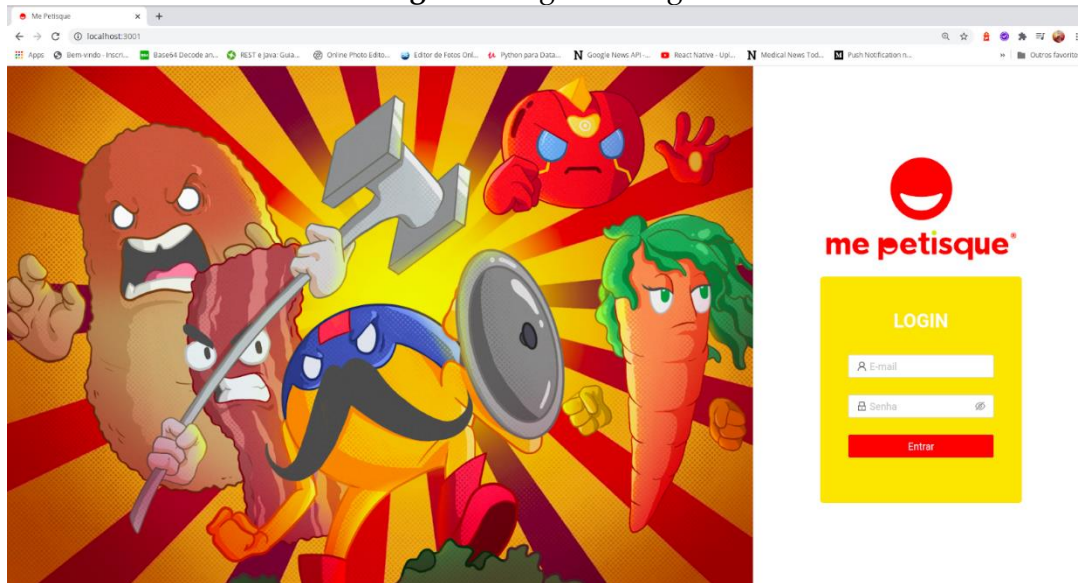 Me Petisque
localhost:3001
Apps Bem-vindo - Inscri... Base64 Decode an... REST e Java: Guia... Online Photo Edito... Editor de Fotos Onl... Python para Data... Google News API -... React Native - Upl... Medical News Tod... Push Notification n... Outros favorito
me petisque®
LOGIN
E-mail
Senha
Entrar